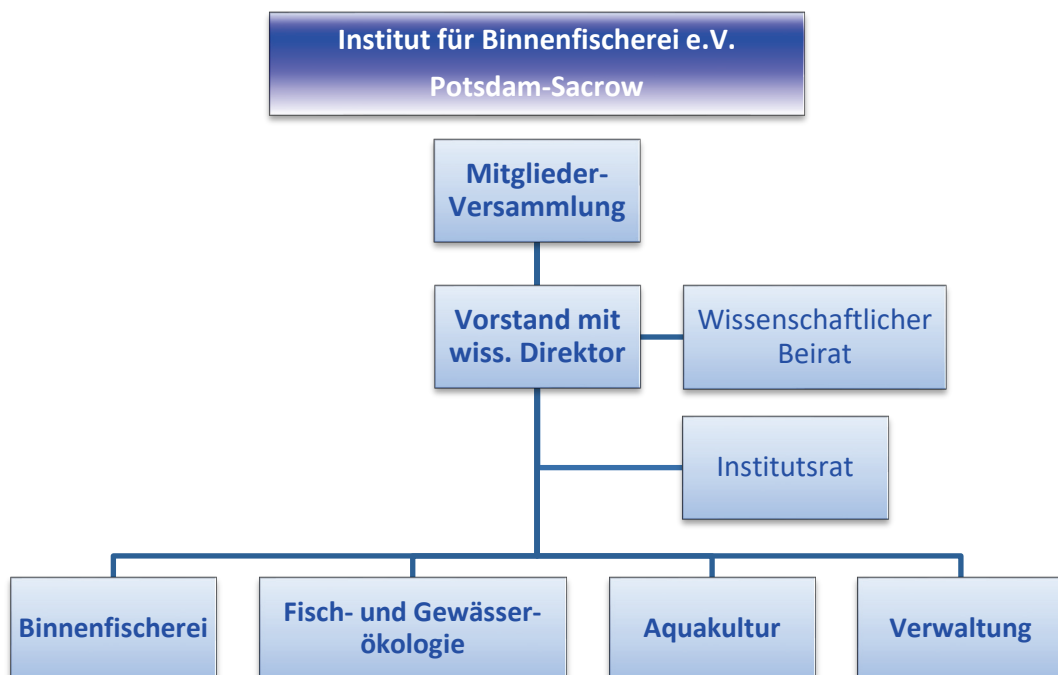 Institut für Binnenfischerei e.V.
Potsdam-Sacrow
Mitglieder-
Versammlung
Vorstand mit
wiss. Direktor
Wissenschaftlicher
Beirat
Institutsrat
Binnenfischerei
Fisch- und Gewässer-
ökologie
Aquakultur
Verwaltung